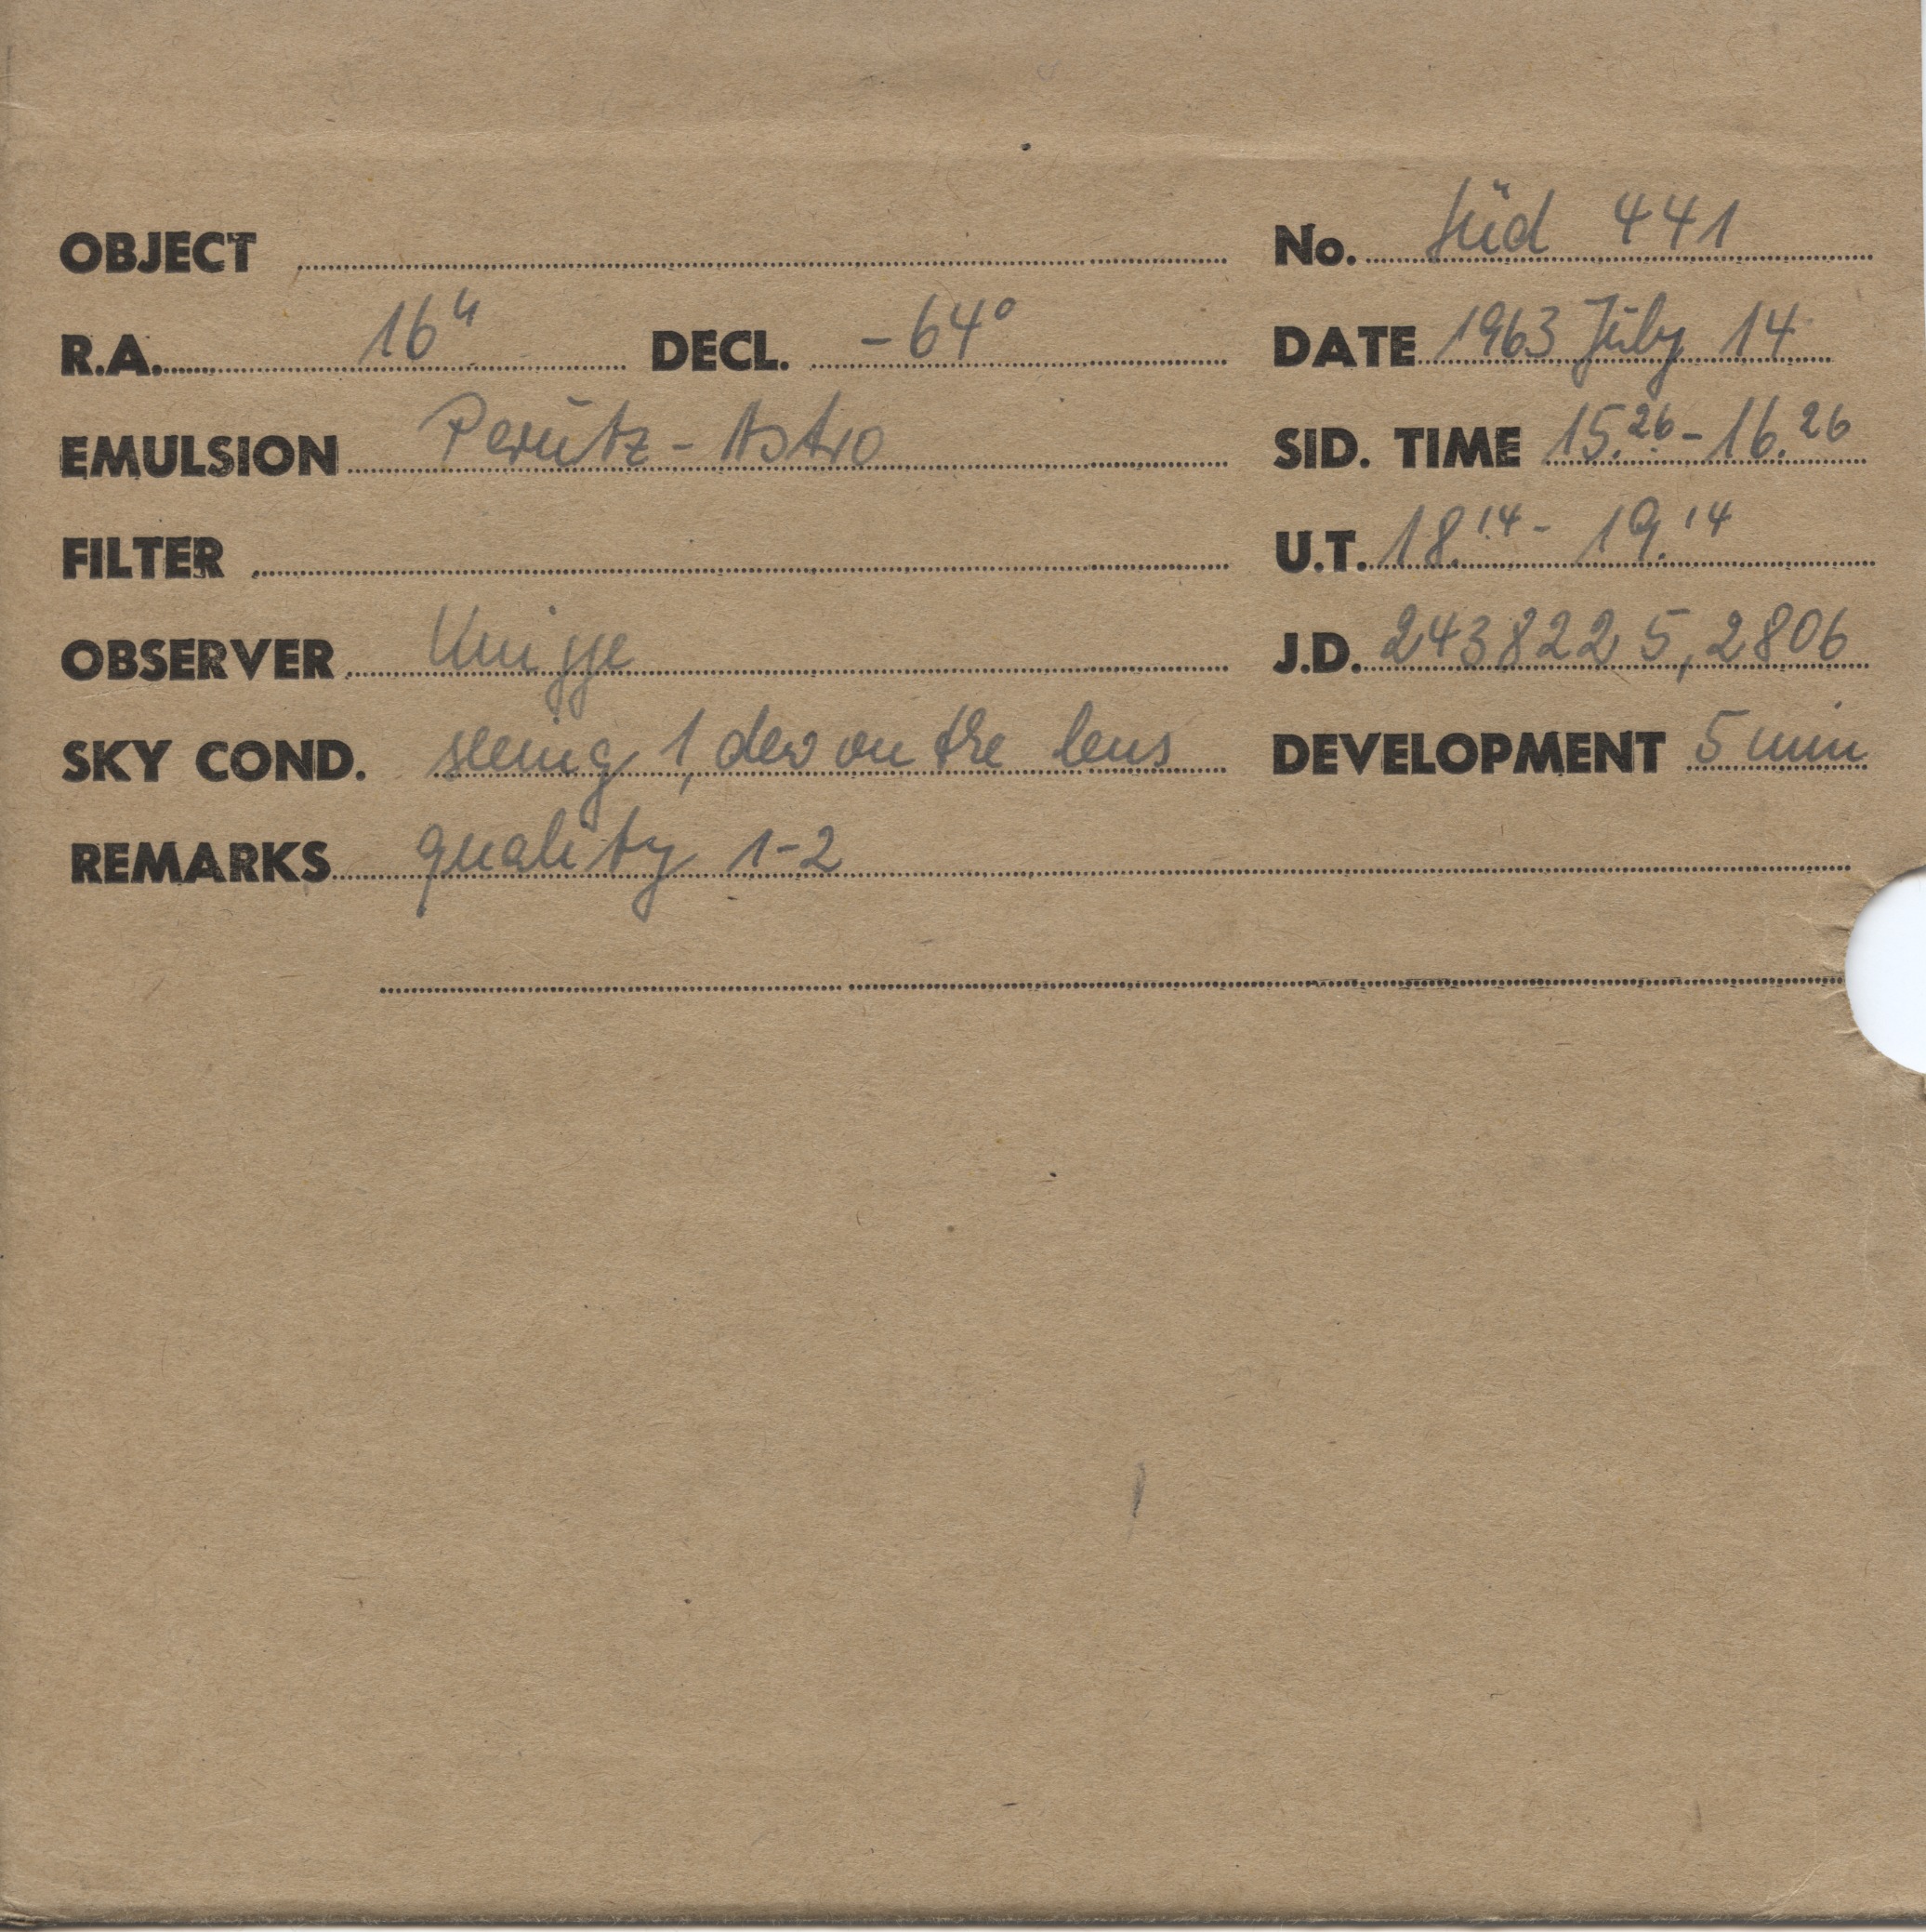 OBJECT No. Süd 441
R.A. 16h DECL. -64° DATE 1963 July 14
EMULSION Perutz-Astro SID. TIME 15.26 - 16.26
FILTER U.T. 18.14 - 19.14
OBSERVER Knigge J.D. 2438225,2806
SKY COND. seeing 1, dew on the lens DEVELOPMENT 5 min
REMARKS quality 1-2